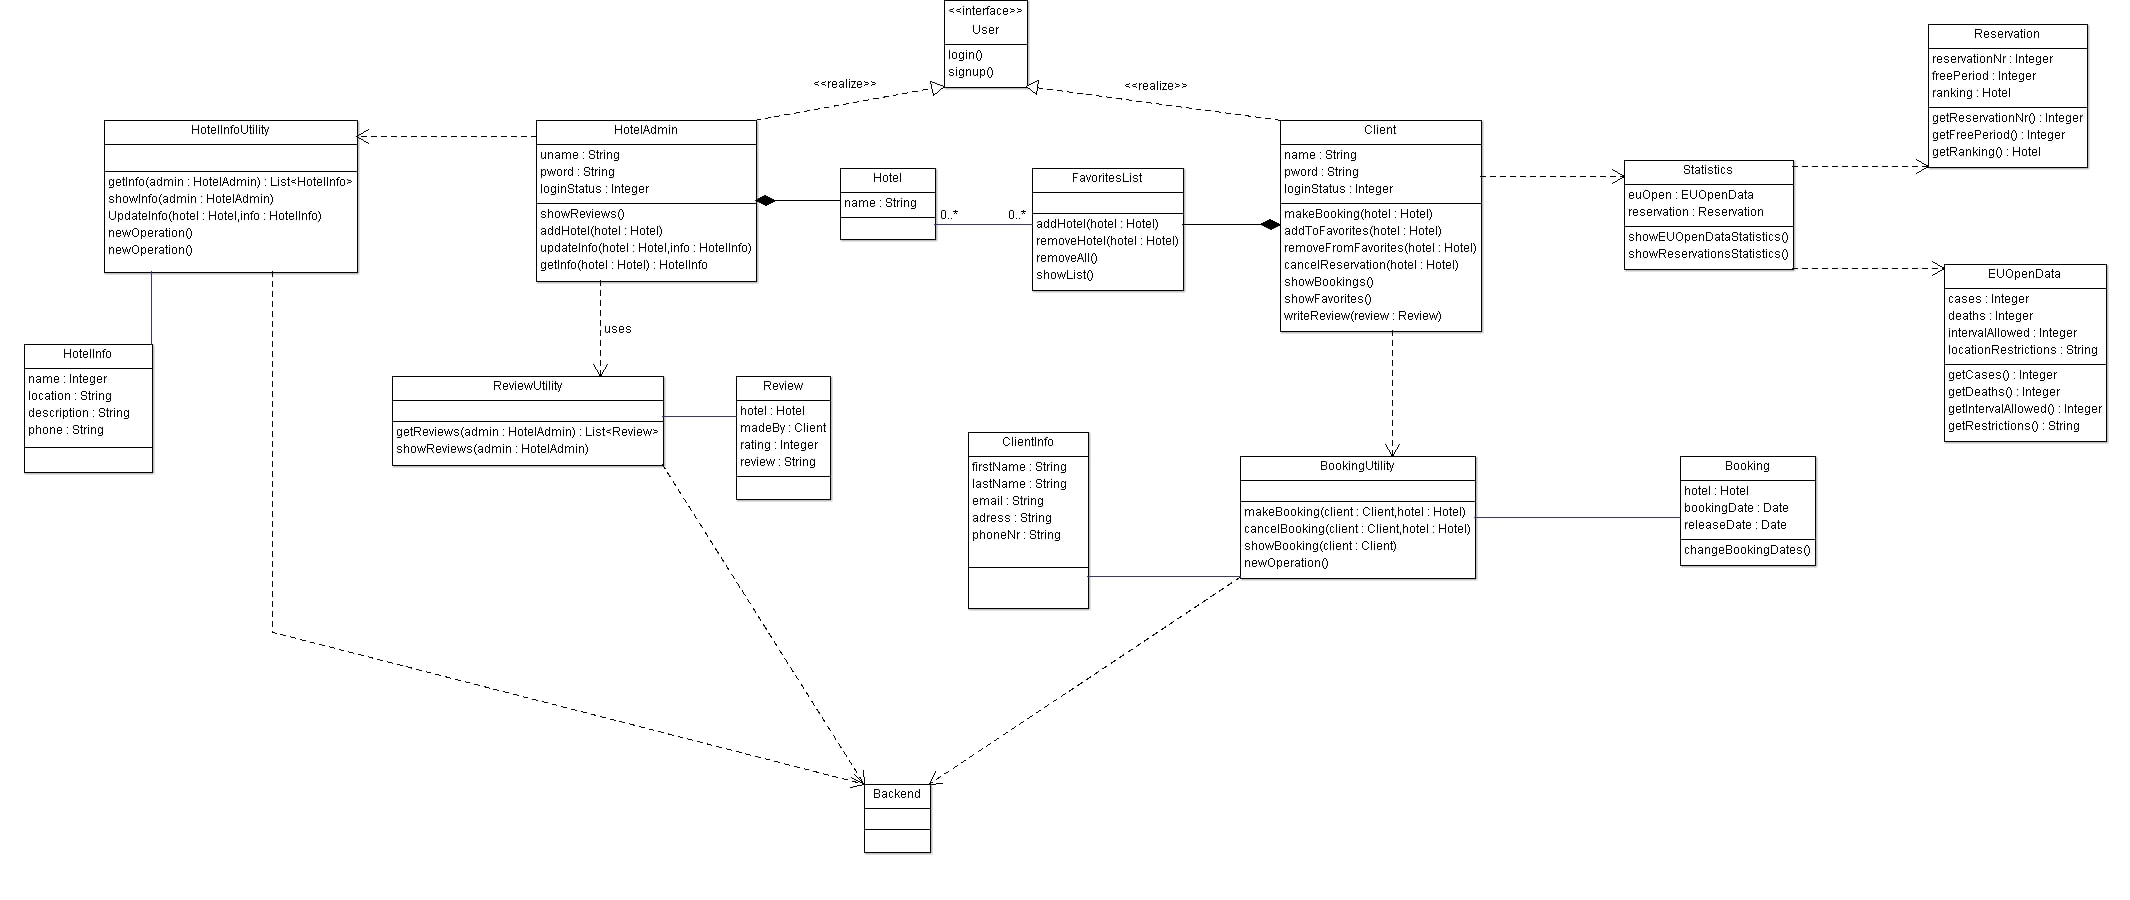 <<interface>>
User
login()
signup()
<<realize>>
<<realize>>
Reservation
reservationNr : Integer
freePeriod : Integer
ranking : Hotel
getReservationNr() : Integer
getFreePeriod() : Integer
getRanking() : Hotel
HotelInfoUtility
getInfo(admin : HotelAdmin) : List<HotelInfo>
showInfo(admin : HotelAdmin)
UpdateInfo(hotel : Hotel,info : HotelInfo)
newOperation()
newOperation()
HotelAdmin
uname : String
pword : String
loginStatus : Integer
showReviews()
addHotel(hotel : Hotel)
updateInfo(hotel : Hotel,info : HotelInfo)
getInfo(hotel : Hotel) : HotelInfo
Hotel
name : String
0..*
0..*
FavoritesList
addHotel(hotel : Hotel)
removeHotel(hotel : Hotel)
removeAll()
showList()
Client
name : String
pword : String
loginStatus : Integer
makeBooking(hotel : Hotel)
addToFavorites(hotel : Hotel)
removeFromFavorites(hotel : Hotel)
cancelReservation(hotel : Hotel)
showBookings()
showFavorites()
writeReview(review : Review)
Statistics
euOpen : EUOpenData
reservation : Reservation
showEUOpenDataStatistics()
showReservationsStatistics()
EUOpenData
cases : Integer
deaths : Integer
intervalAllowed : Integer
locationRestrictions : String
getCases() : Integer
getDeaths() : Integer
getIntervalAllowed() : Integer
getRestrictions() : String
uses
HotelInfo
name : Integer
location : String
description : String
phone : String
ReviewUtility
getReviews(admin : HotelAdmin) : List<Review>
showReviews(admin : HotelAdmin)
Review
hotel : Hotel
madeBy : Client
rating : Integer
review : String
ClientInfo
firstName : String
lastName : String
email : String
adress : String
phoneNr : String
BookingUtility
makeBooking(client : Client,hotel : Hotel)
cancelBooking(client : Client,hotel : Hotel)
showBooking(client : Client)
newOperation()
Booking
hotel : Hotel
bookingDate : Date
releaseDate : Date
changeBookingDates()
Backend